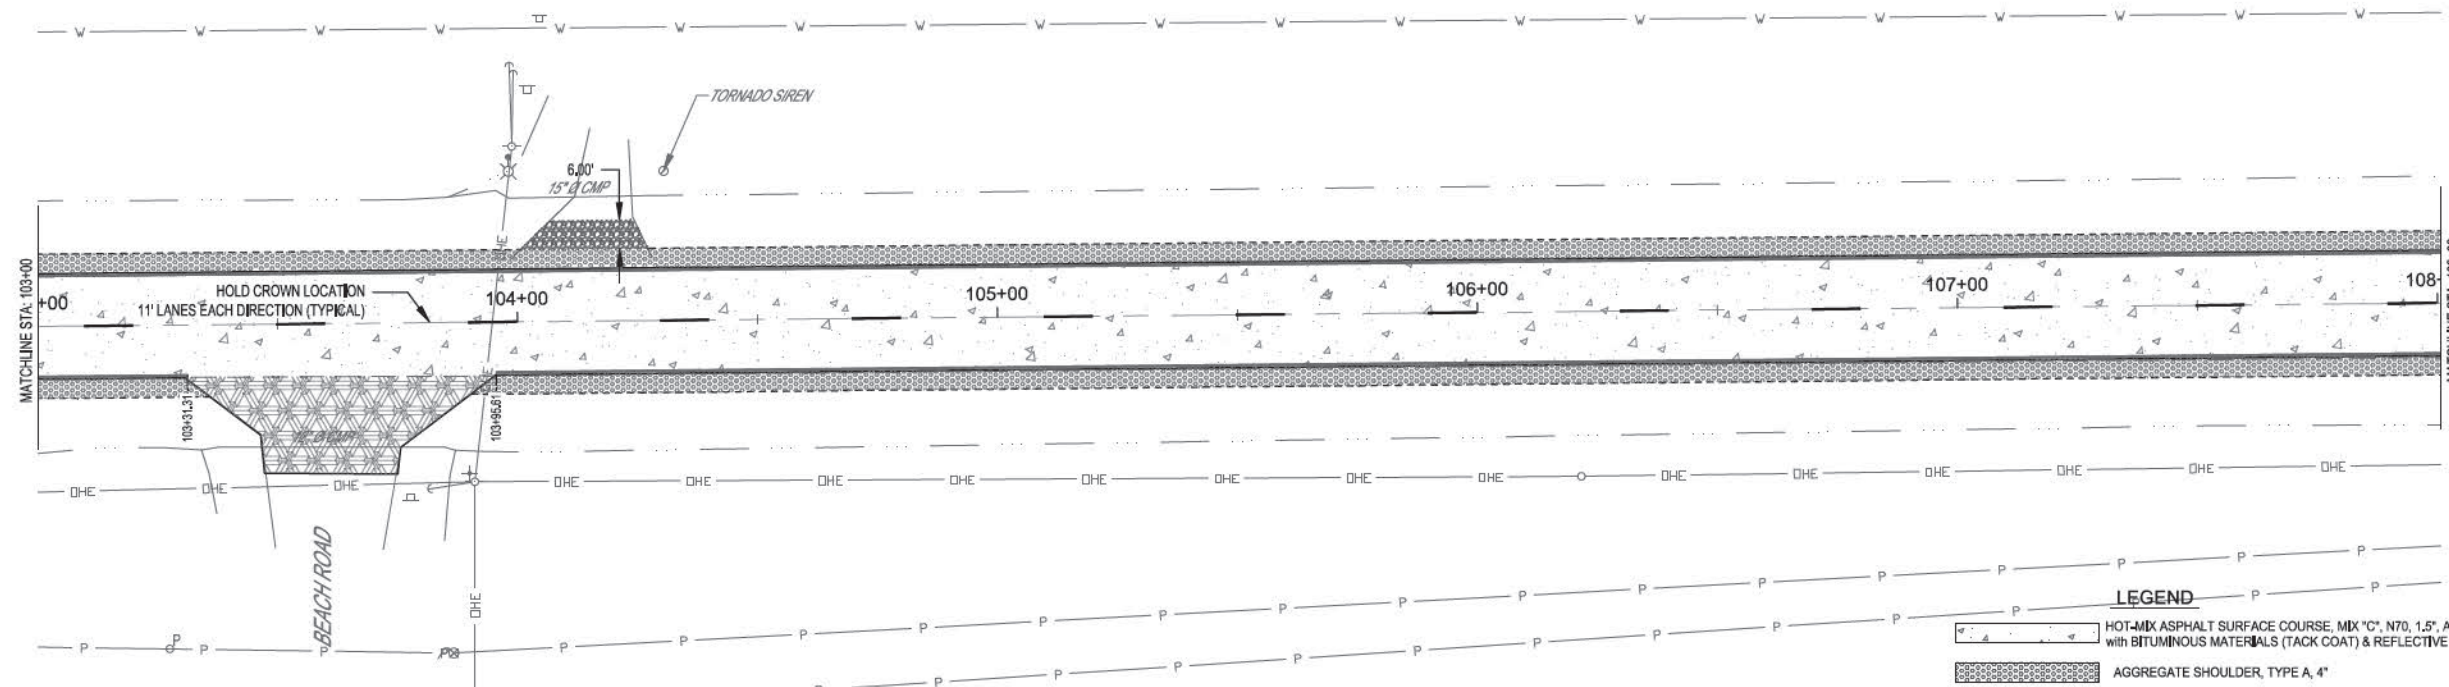 W W W W W W W W W W W W W W W W W W W W
TORNADO SIREN
6.00'
15" Ø CMP
OHE
MATCHLINE STA: 103+00
+00
HOLD CROWN LOCATION
11' LANES EACH DIRECTION (TYPICAL)
104+00
105+00
106+00
107+00
108+
103+31.31
103+95.61
CMP
OHE OHE OHE OHE OHE OHE OHE OHE OHE OHE OHE OHE OHE OHE OHE OHE OHE
BEACH ROAD
OHE
P P P P P P P P P P P P P P P P P P P P
P P P P P P P P P P P P P P
LEGEND
HOT-MIX ASPHALT SURFACE COURSE, MIX "C", N70, 1.5", A
with BITUMINOUS MATERIALS (TACK COAT) & REFLECTIVE
AGGREGATE SHOULDER, TYPE A, 4"